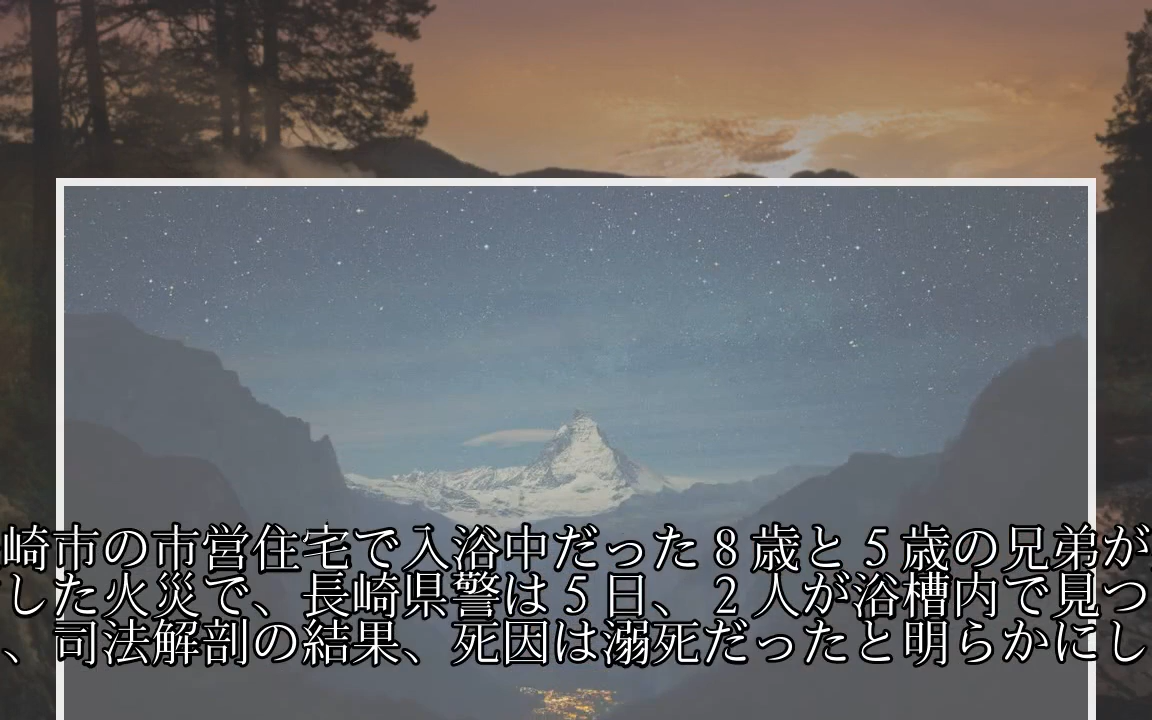 崎市の市営住宅で入浴中だった８歳と５歳の兄弟が
した火災で、長崎県警は５日、２人が浴槽内で見つ
、司法解剖の結果、死因は溺死だったと明らかにし